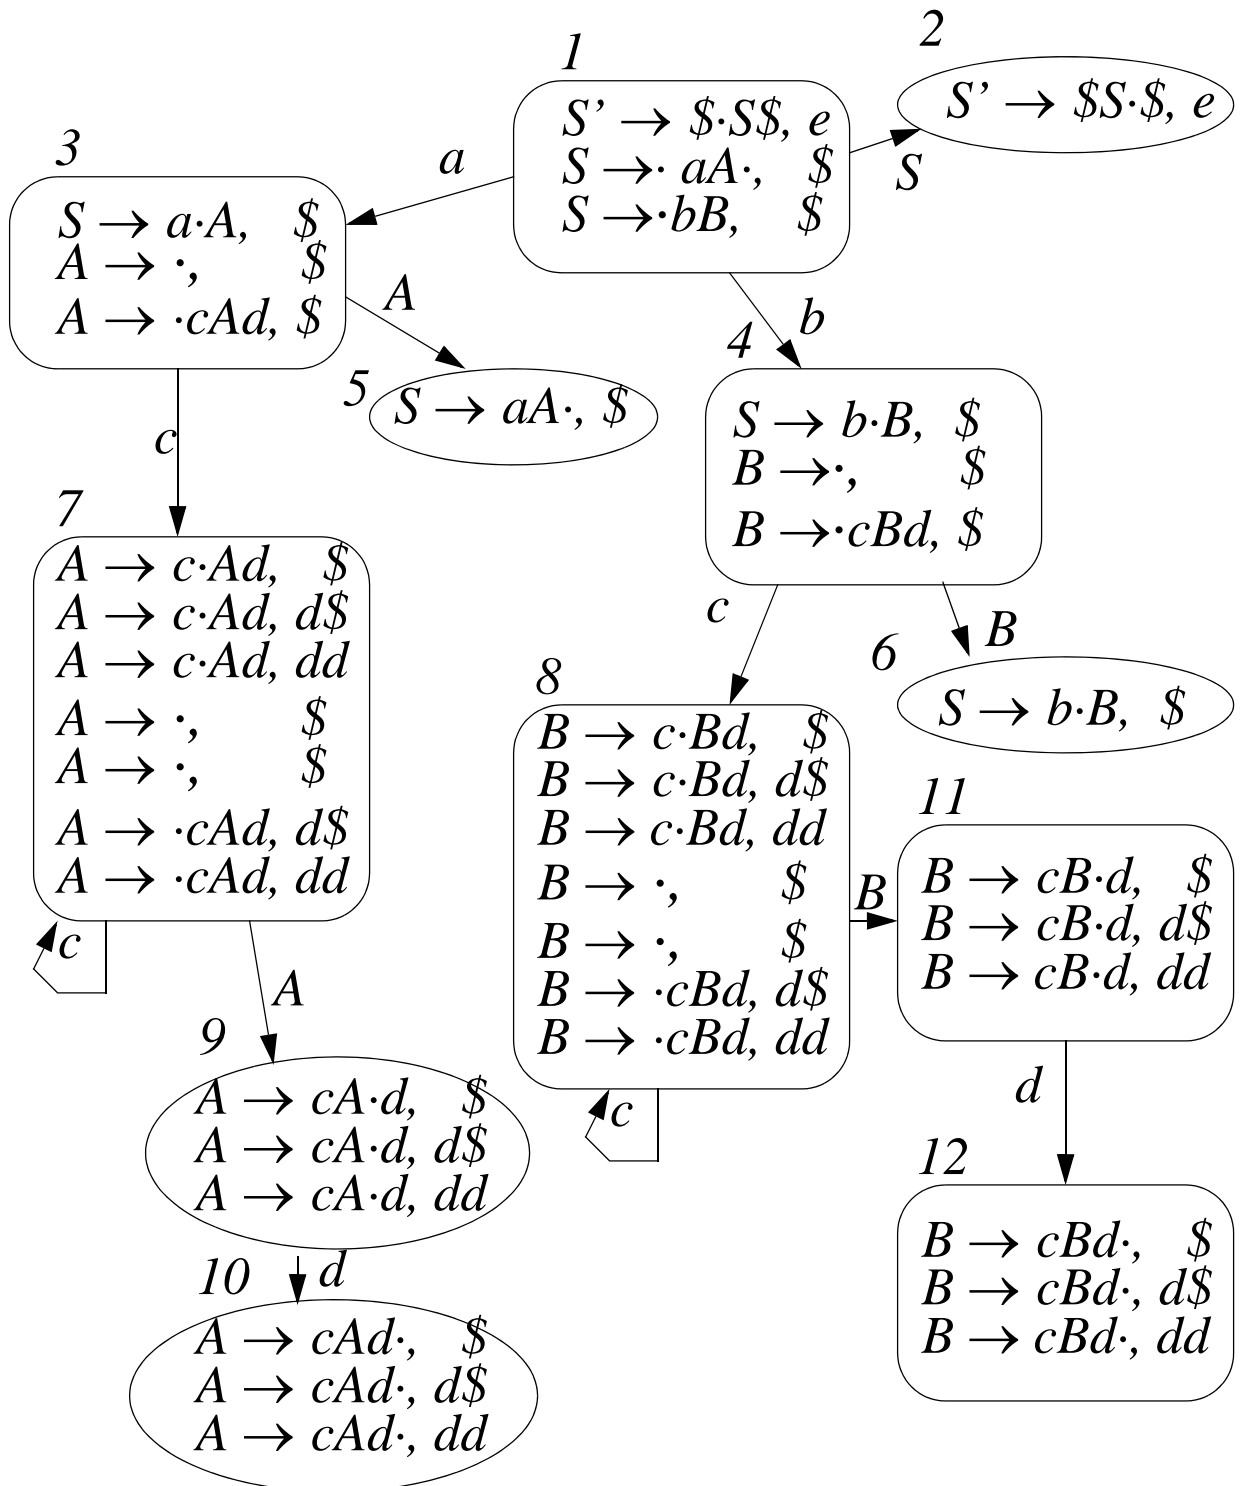 2
1
S' → $S·$, e
S' → $·S$, e
3
a
S →· aA·, $
S
S →·bB, $
S → a·A, $
A → ·, $
A → ·cAd, $
A
b
4
5
S → aA·, $
S → b·B, $
B →·, $
B →·cBd, $
c
7
A → c·Ad, $
A → c·Ad, d$
A → c·Ad, dd
A → ·, $
A → ·, $
A → ·cAd, d$
A → ·cAd, dd
c
B
6
S → b·B, $
8
B → c·Bd, $
B → c·Bd, d$
B → c·Bd, dd
B → ·, $
B → ·, $
B → ·cBd, d$
B → ·cBd, dd
B
11
B → cB·d, $
B → cB·d, d$
B → cB·d, dd
c
A
9
A → cA·d, $
A → cA·d, d$
A → cA·d, dd
c
d
12
B → cBd·, $
B → cBd·, d$
B → cBd·, dd
10
d
A → cAd·, $
A → cAd·, d$
A → cAd·, dd